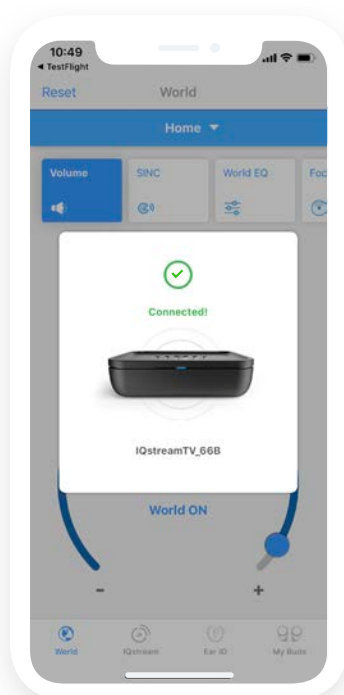 10:49
◀ TestFlight
Reset World
Home ▼
Volume SINC World EQ Foc
Connected!
IQstreamTV_66B
World ON
- +
World IQstream Ear ID My Buds